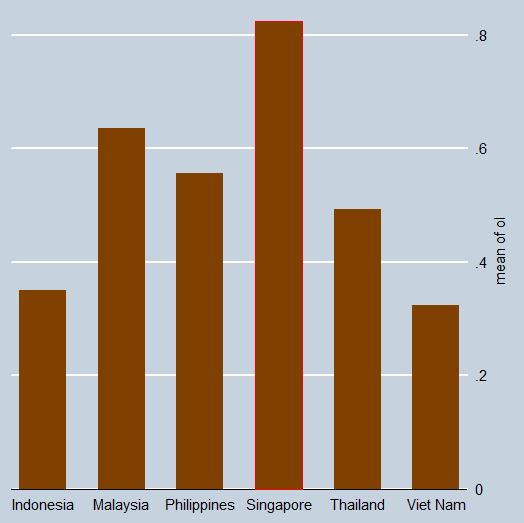 .8
.6
.4
.2
0
mean of ol
Indonesia Malaysia Philippines Singapore Thailand Viet Nam